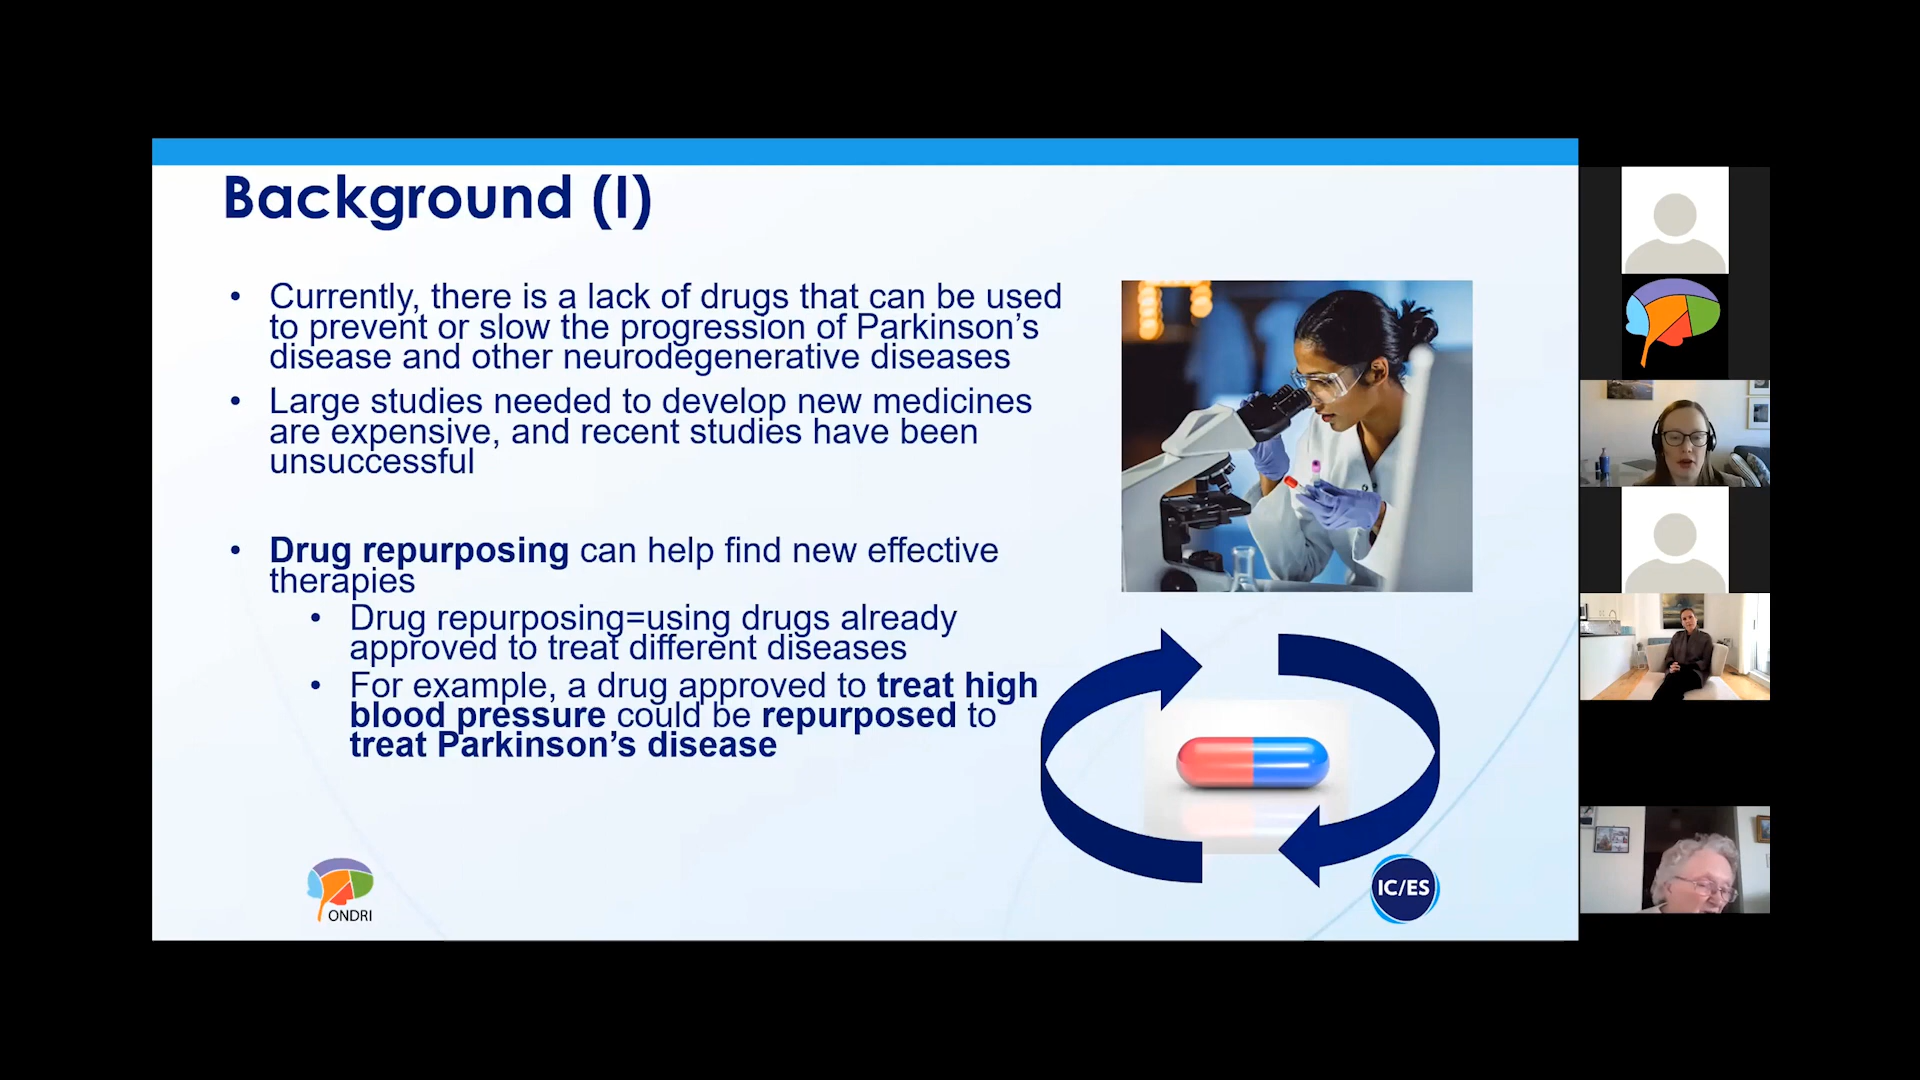 Background (I)
• Currently, there is a lack of drugs that can be used
to prevent or slow the progression of Parkinson’s
disease and other neurodegenerative diseases
• Large studies needed to develop new medicines
are expensive, and recent studies have been
unsuccessful
• Drug repurposing can help find new effective
therapies
• Drug repurposing=using drugs already
approved to treat different diseases
• For example, a drug approved to treat high
blood pressure could be repurposed to
treat Parkinson’s disease
ONDRI
IC/ES